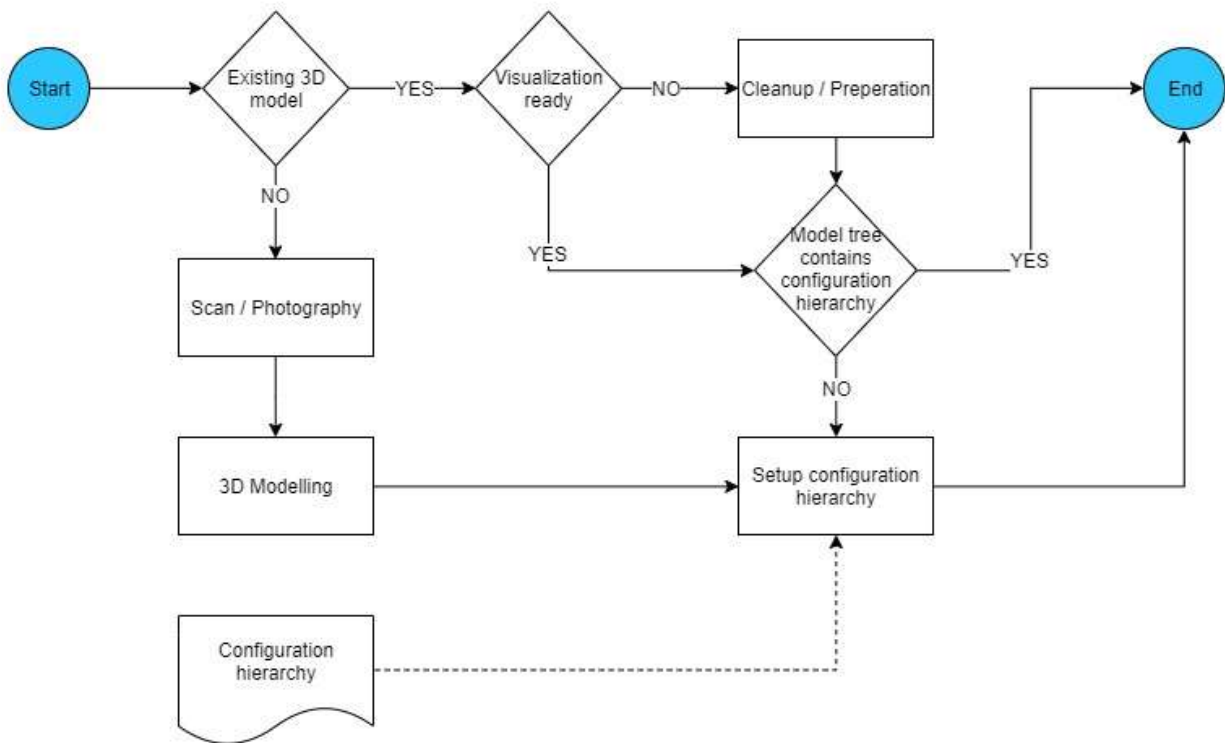 Start
Existing 3D
model
YES
Visualization
ready
NO
Cleanup / Preperation
End
NO
YES
Model tree
contains
configuration
hierarchy
YES
Scan / Photography
NO
3D Modelling
Setup configuration
hierarchy
Configuration
hierarchy